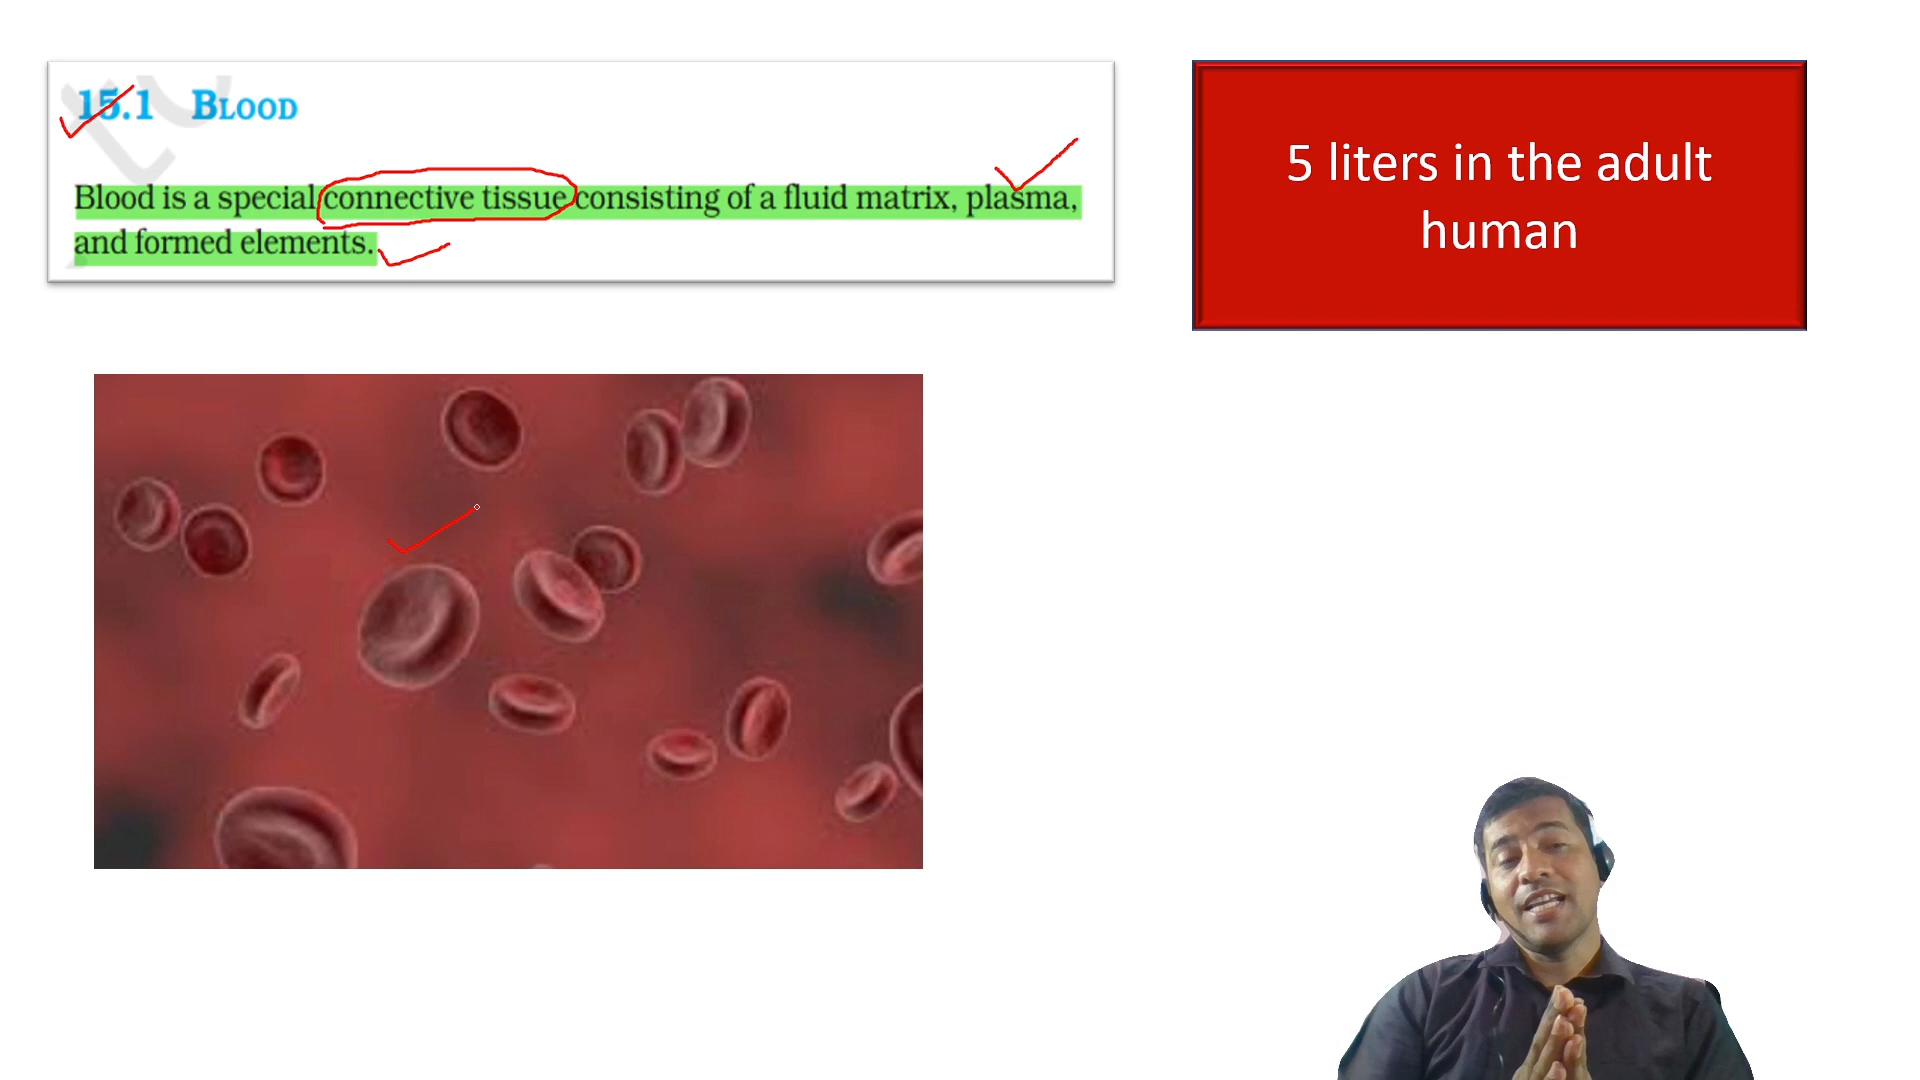 15.1 BLOOD
Blood is a special connective tissue consisting of a fluid matrix, plasma,
and formed elements.
5 liters in the adult
human